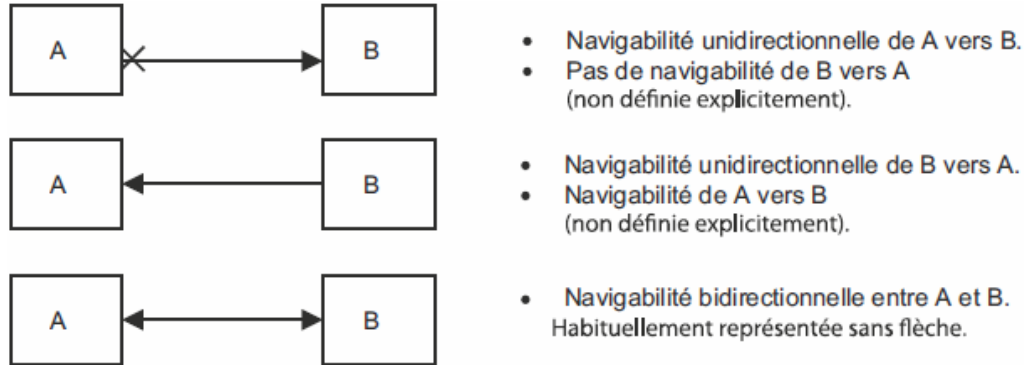 A
B
• Navigabilité unidirectionnelle de A vers B.
• Pas de navigabilité de B vers A
(non définie explicitement).
A
B
• Navigabilité unidirectionnelle de B vers A.
• Navigabilité de A vers B
(non définie explicitement).
A
B
• Navigabilité bidirectionnelle entre A et B.
Habituellement représentée sans flèche.